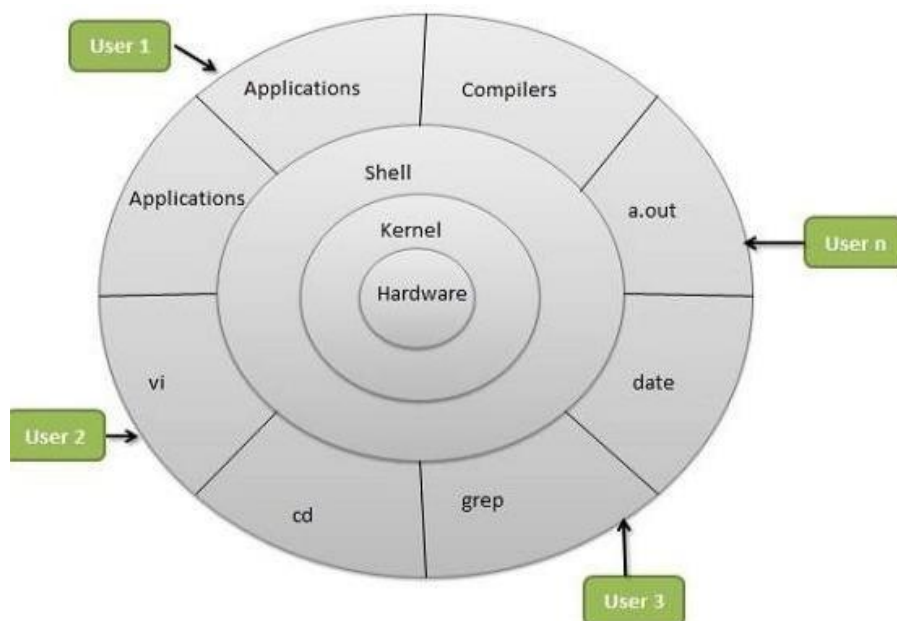 User 1
Applications
Compilers
Shell
Applications
a.out
Kernel
User n
Hardware
vi
date
User 2
grep
cd
User 3